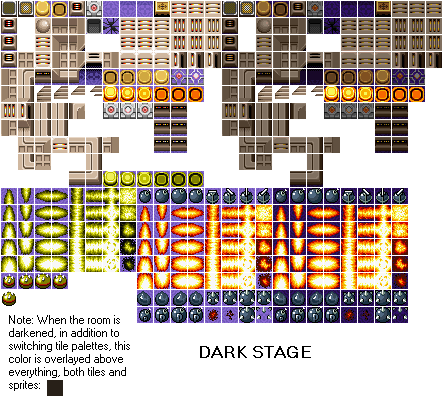 Note: When the room is
darkened, in addition to
switching tile palettes, this
color is overlayed above
everything, both tiles and
sprites:
DARK STAGE